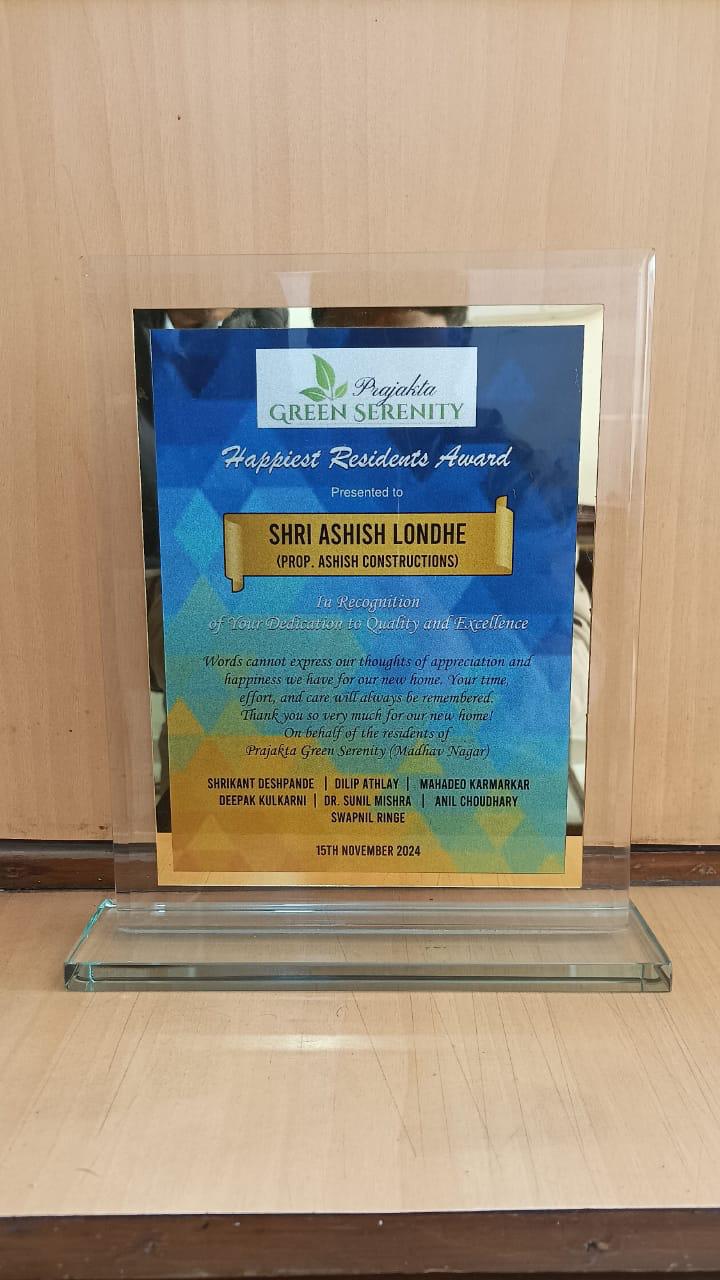 Prajakta
GREEN SERENITY
Happiest Residents Award
Presented to
SHRI ASHISH LONDHE
(PROP. ASHISH CONSTRUCTIONS)
In Recognition
of Your Dedication to Quality and Excellence
Words cannot express our thoughts of appreciation and
happiness we have for our new home. Your time,
effort, and care will always be remembered.
Thank you so very much for our new home!
On behalf of the residents of
Prajakta Green Serenity (Madhav Nagar)
SHRIKANT DESHPANDE | DILIP ATHLAY | MAHADEO KARMARKAR
DEEPAK KULKARNI | DR. SUNIL MISHRA | ANIL CHOUDHARY
SWAPNIL RINGE
15TH NOVEMBER 2024